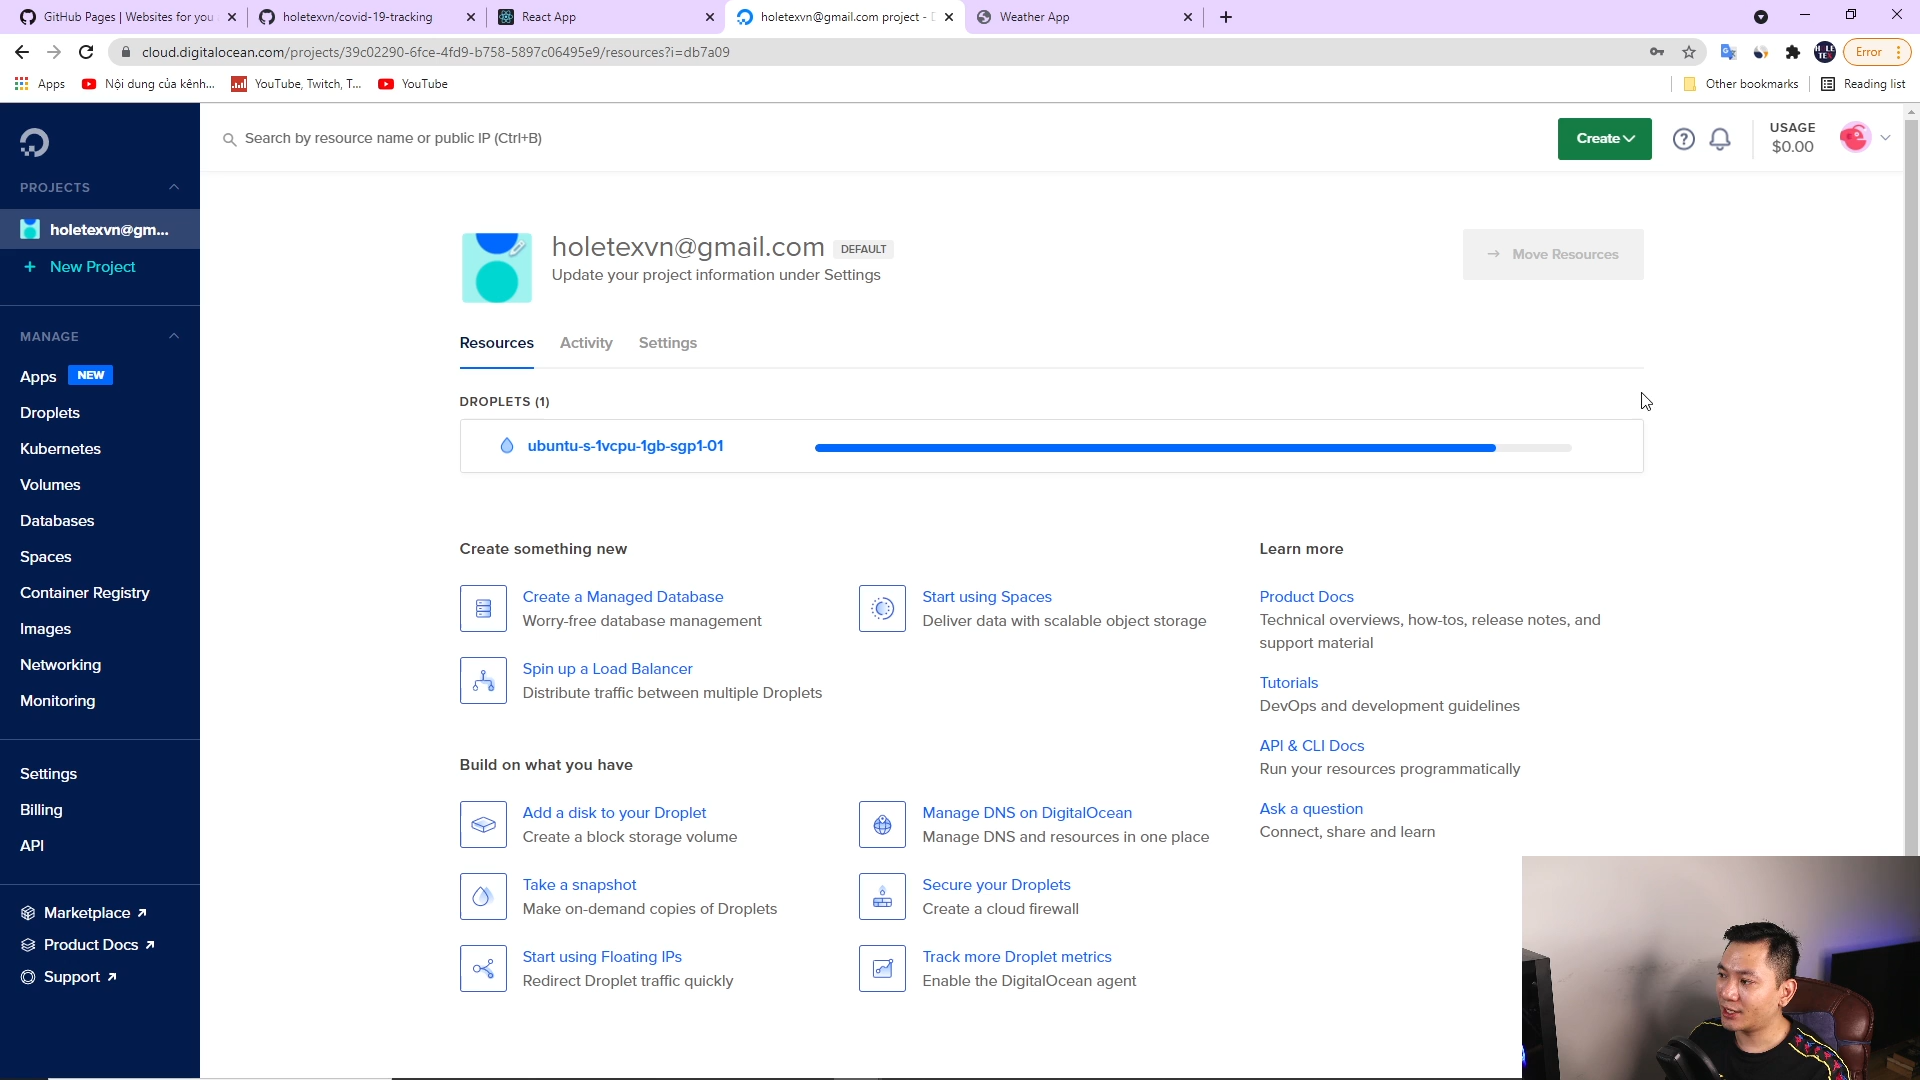 GitHub Pages | Websites for you
holetexvn/covid-19-tracking
React App
holetexvn@gmail.com project - D
Weather App
cloud.digitalocean.com/projects/39c02290-6fce-4fd9-b758-5897c06495e9/resources?i=db7a09
Error
Apps
Nội dung của kênh...
YouTube, Twitch, T...
YouTube
Other bookmarks
Reading list
PROJECTS
holetexvn@gm...
+ New Project
MANAGE
Apps NEW
Droplets
Kubernetes
Volumes
Databases
Spaces
Container Registry
Images
Networking
Monitoring
Settings
Billing
API
Marketplace
Product Docs
Support
Search by resource name or public IP (Ctrl+B)
Create
USAGE
$0.00
holetexvn@gmail.com DEFAULT
Update your project information under Settings
Move Resources
Resources
Activity
Settings
DROPLETS (1)
ubuntu-s-1vcpu-1gb-sgp1-01
Create something new
Create a Managed Database
Worry-free database management
Start using Spaces
Deliver data with scalable object storage
Spin up a Load Balancer
Distribute traffic between multiple Droplets
Build on what you have
Add a disk to your Droplet
Create a block storage volume
Manage DNS on DigitalOcean
Manage DNS and resources in one place
Take a snapshot
Make on-demand copies of Droplets
Secure your Droplets
Create a cloud firewall
Start using Floating IPs
Redirect Droplet traffic quickly
Track more Droplet metrics
Enable the DigitalOcean agent
Learn more
Product Docs
Technical overviews, how-tos, release notes, and
support material
Tutorials
DevOps and development guidelines
API & CLI Docs
Run your resources programmatically
Ask a question
Connect, share and learn